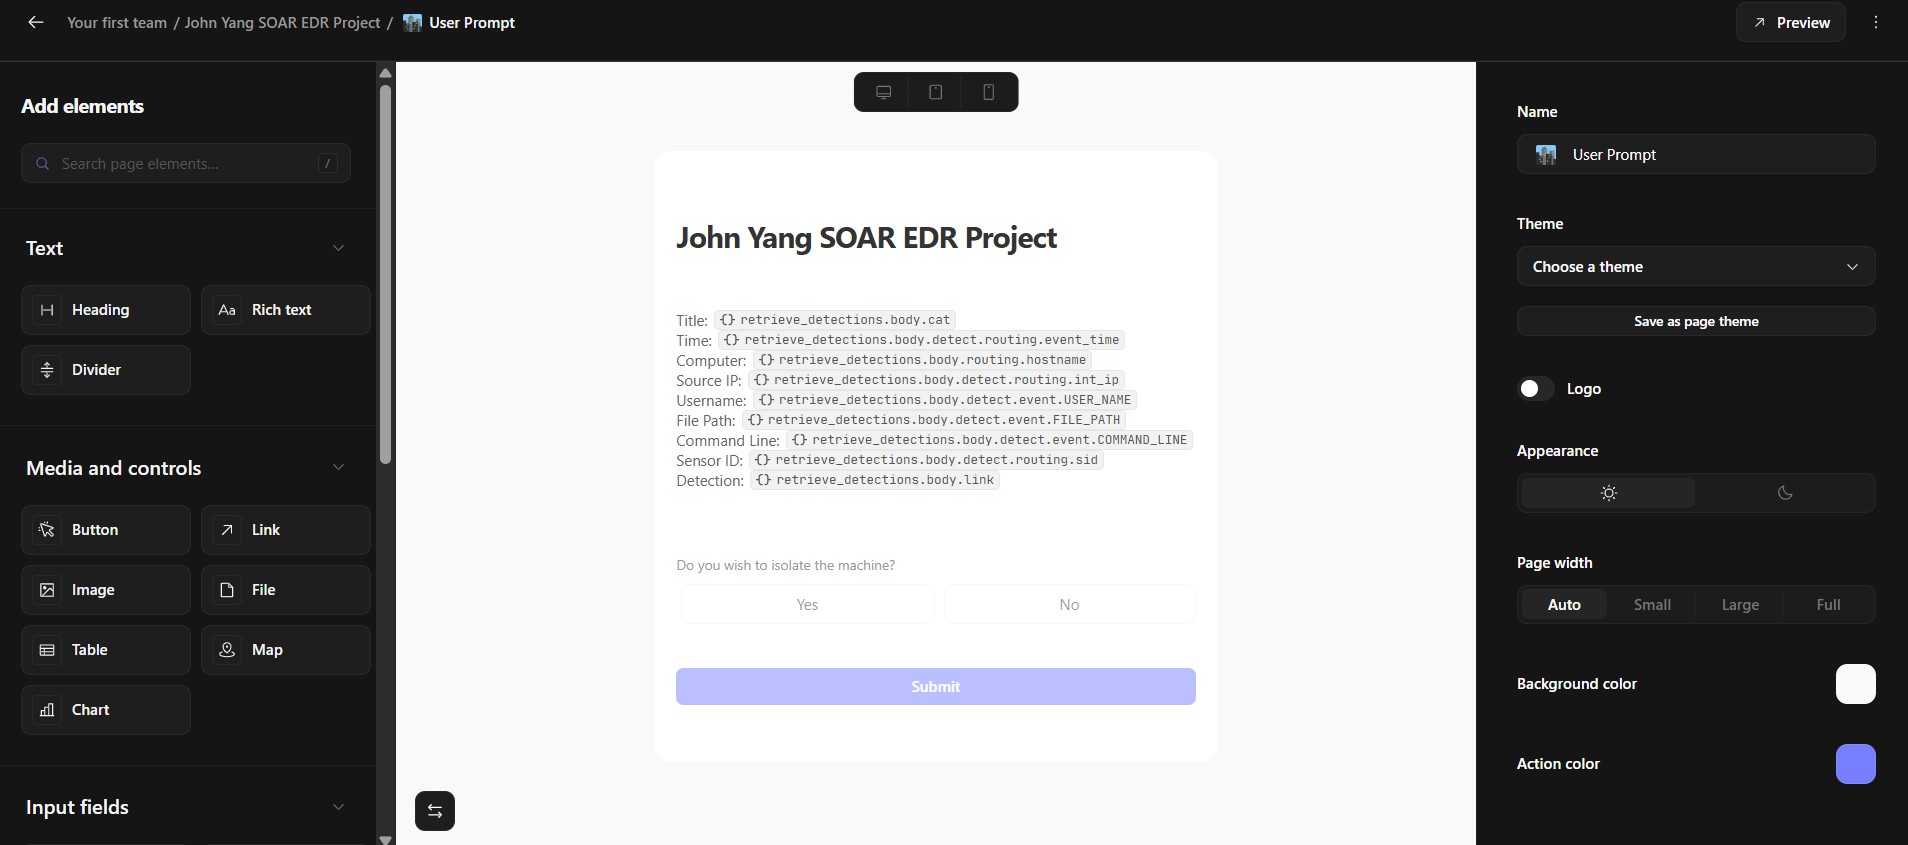 Your first team / John Yang SOAR EDR Project / User Prompt
Preview
Add elements
Search page elements... /
Text
Heading
Aa Rich text
Divider
Media and controls
Button
Link
Image
File
Table
Map
Chart
Input fields
John Yang SOAR EDR Project
Title: {} retrieve_detections.body.cat
Time: {} retrieve_detections.body.detect.routing.event_time
Computer: {} retrieve_detections.body.routing.hostname
Source IP: {} retrieve_detections.body.detect.routing.int_ip
Username: {} retrieve_detections.body.detect.event.USER_NAME
File Path: {} retrieve_detections.body.detect.event.FILE_PATH
Command Line: {} retrieve_detections.body.detect.event.COMMAND_LINE
Sensor ID: {} retrieve_detections.body.detect.routing.sid
Detection: {} retrieve_detections.body.link
Do you wish to isolate the machine?
Yes No
Submit
Name
User Prompt
Theme
Choose a theme
Save as page theme
Logo
Appearance
Page width
Auto Small Large Full
Background color
Action color